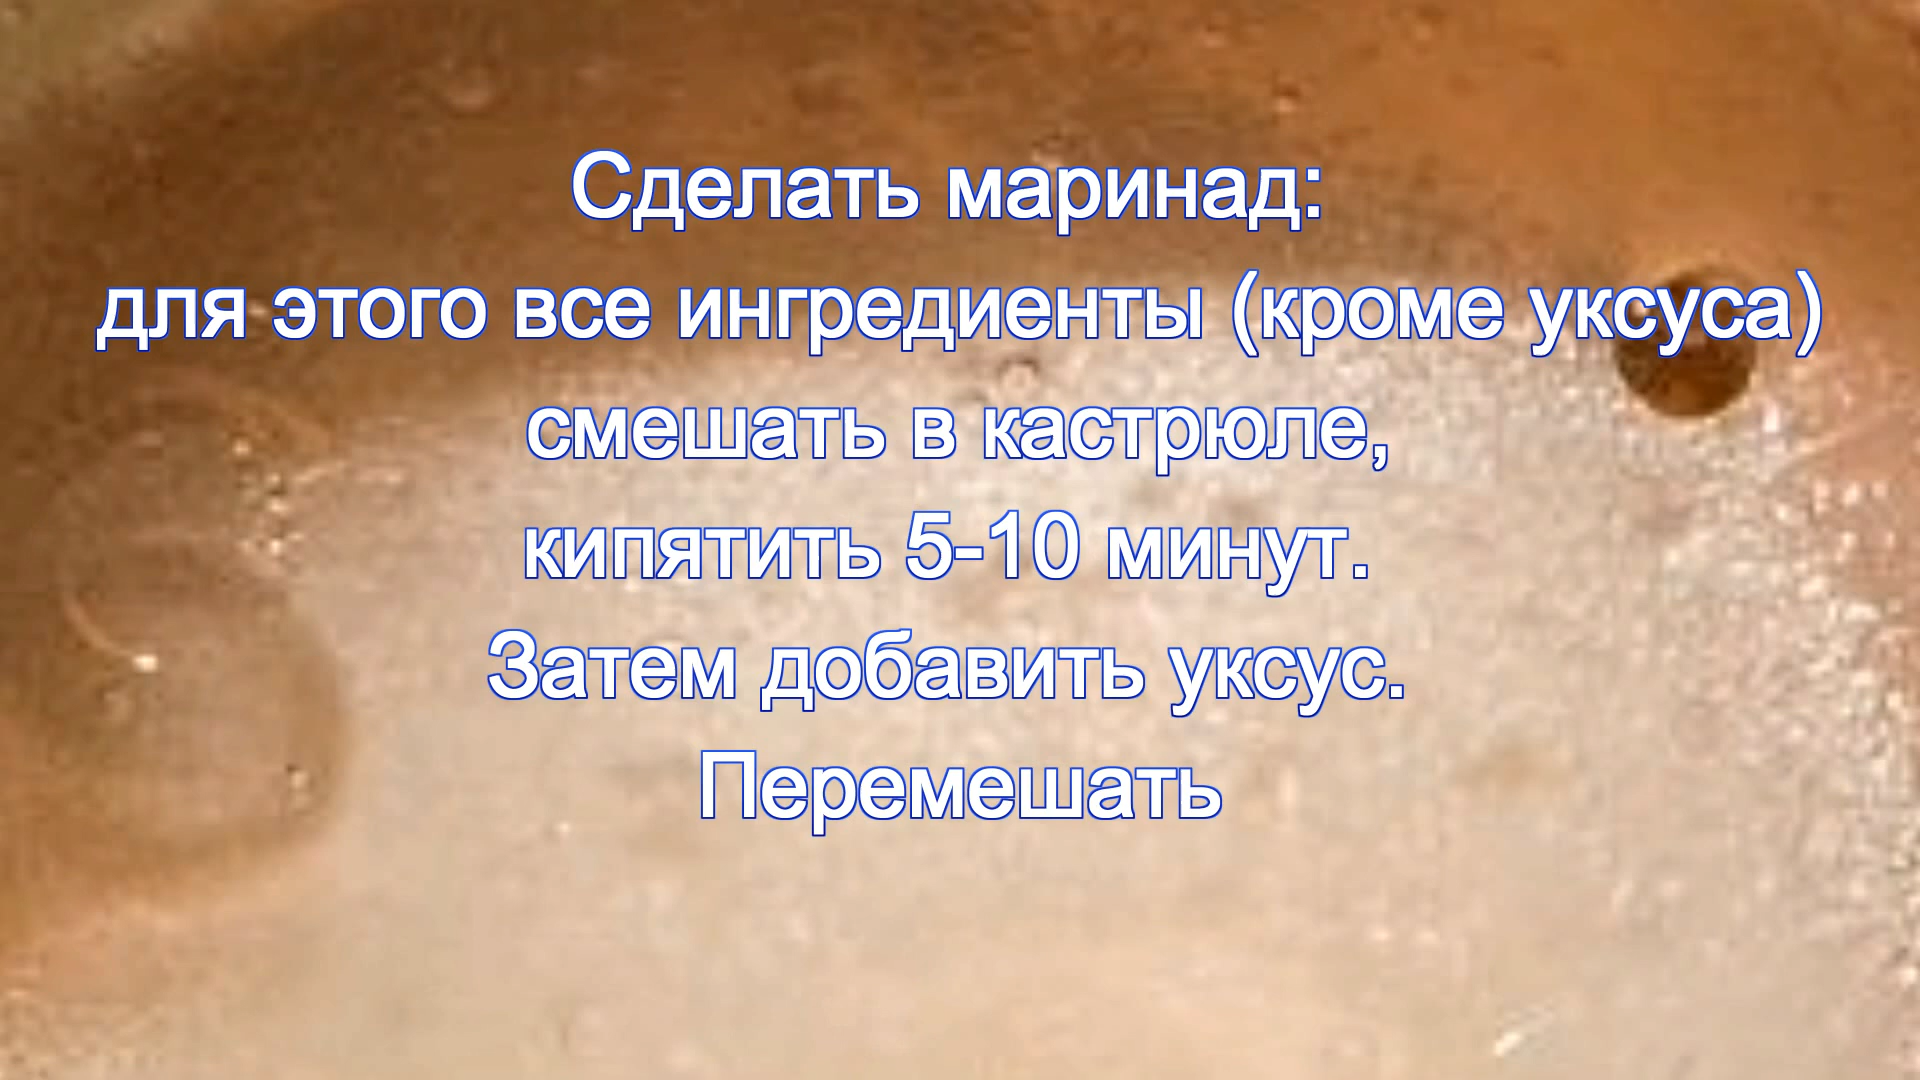 Сделать маринад:
для этого все ингредиенты (кроме уксуса)
смешать в кастрюле,
кипятить 5-10 минут.
Затем добавить уксус.
Перемешать